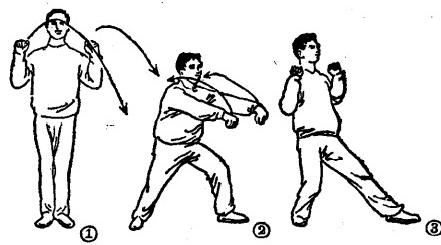 ① ② ③